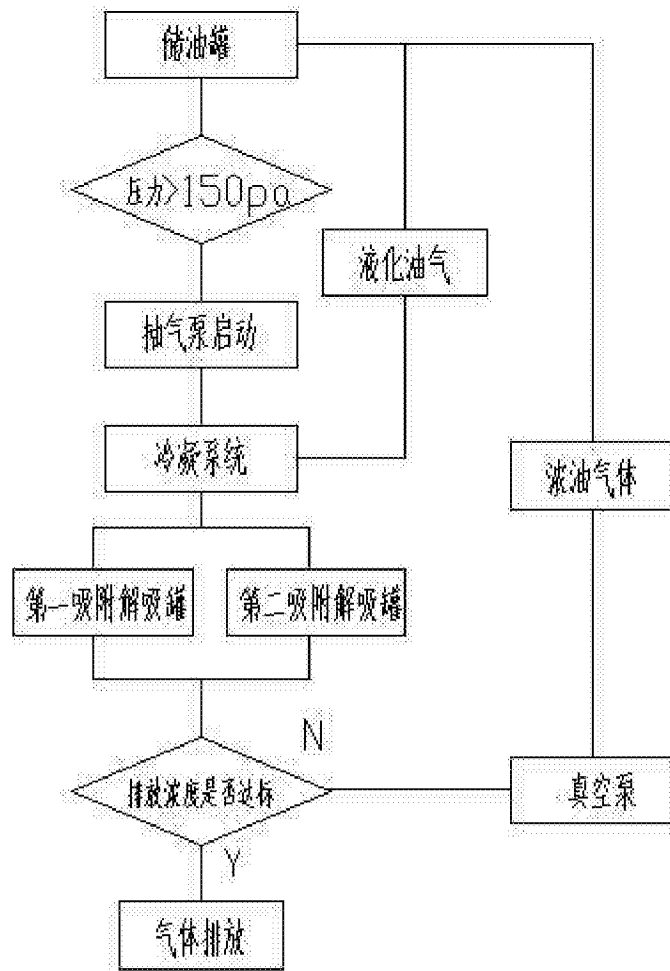 储油罐
压力>150pa
液化油气
抽气泵启动
冷凝系统
浓油气体
第一吸附解吸罐
第二吸附解吸罐
N
排放浓度是否达标
真空泵
Y
气体排放